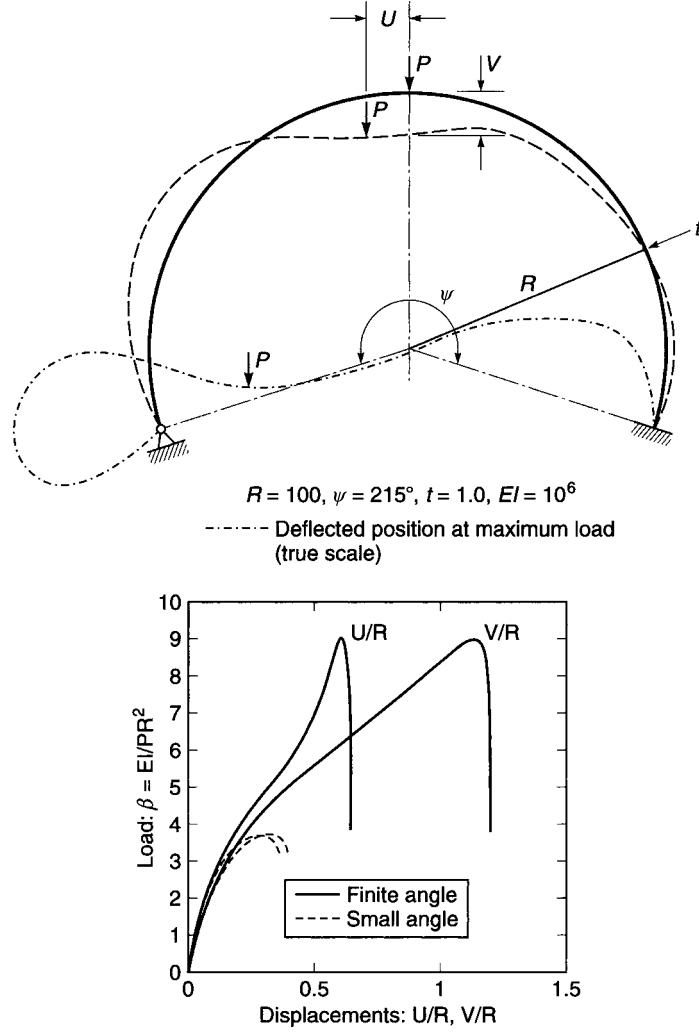 U
P
V
P
t
R
ψ
P
R = 100, ψ = 215°, t = 1.0, EI = 10⁶
Deflected position at maximum load
(true scale)
10
9
8
7
6
5
4
3
2
1
0
Load: β = EI/PR²
U/R
V/R
Finite angle
Small angle
0
0.5
1
1.5
Displacements: U/R, V/R